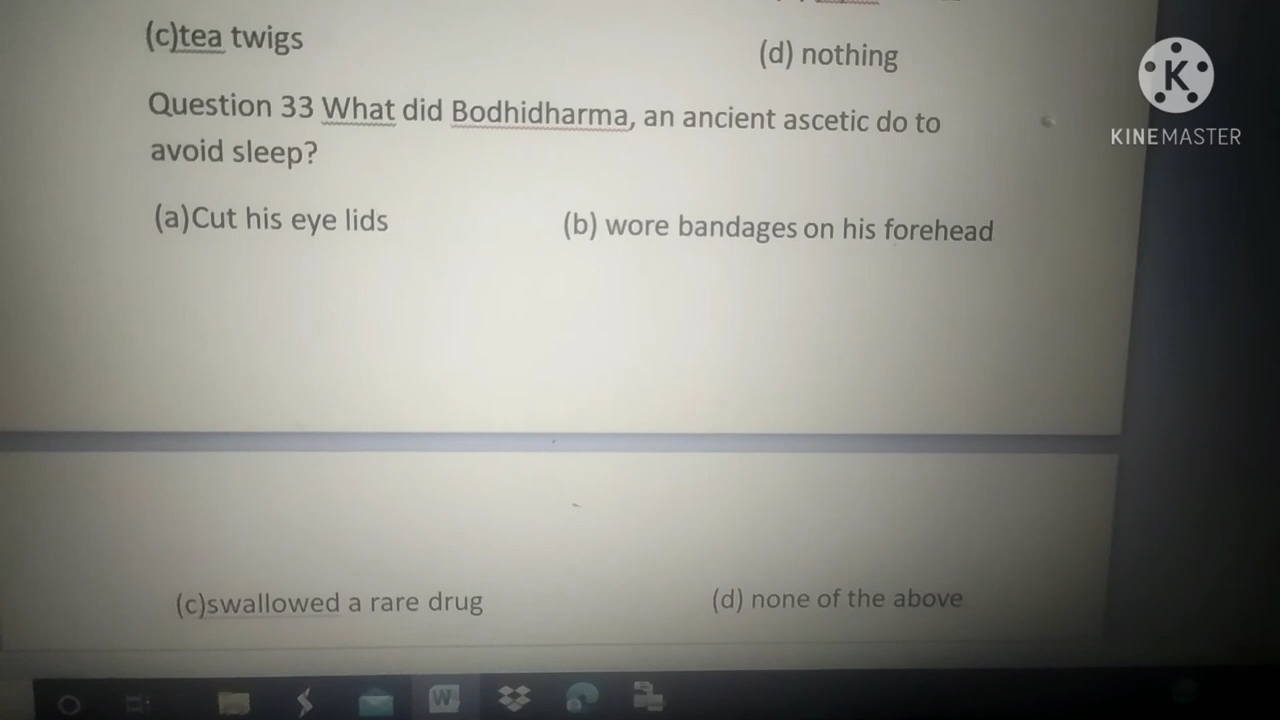 (c)tea twigs
(d) nothing
Question 33 What did Bodhidharma, an ancient ascetic do to
avoid sleep?
(a)Cut his eye lids
(b) wore bandages on his forehead
(c)swallowed a rare drug
(d) none of the above
K
KINEMASTER
W